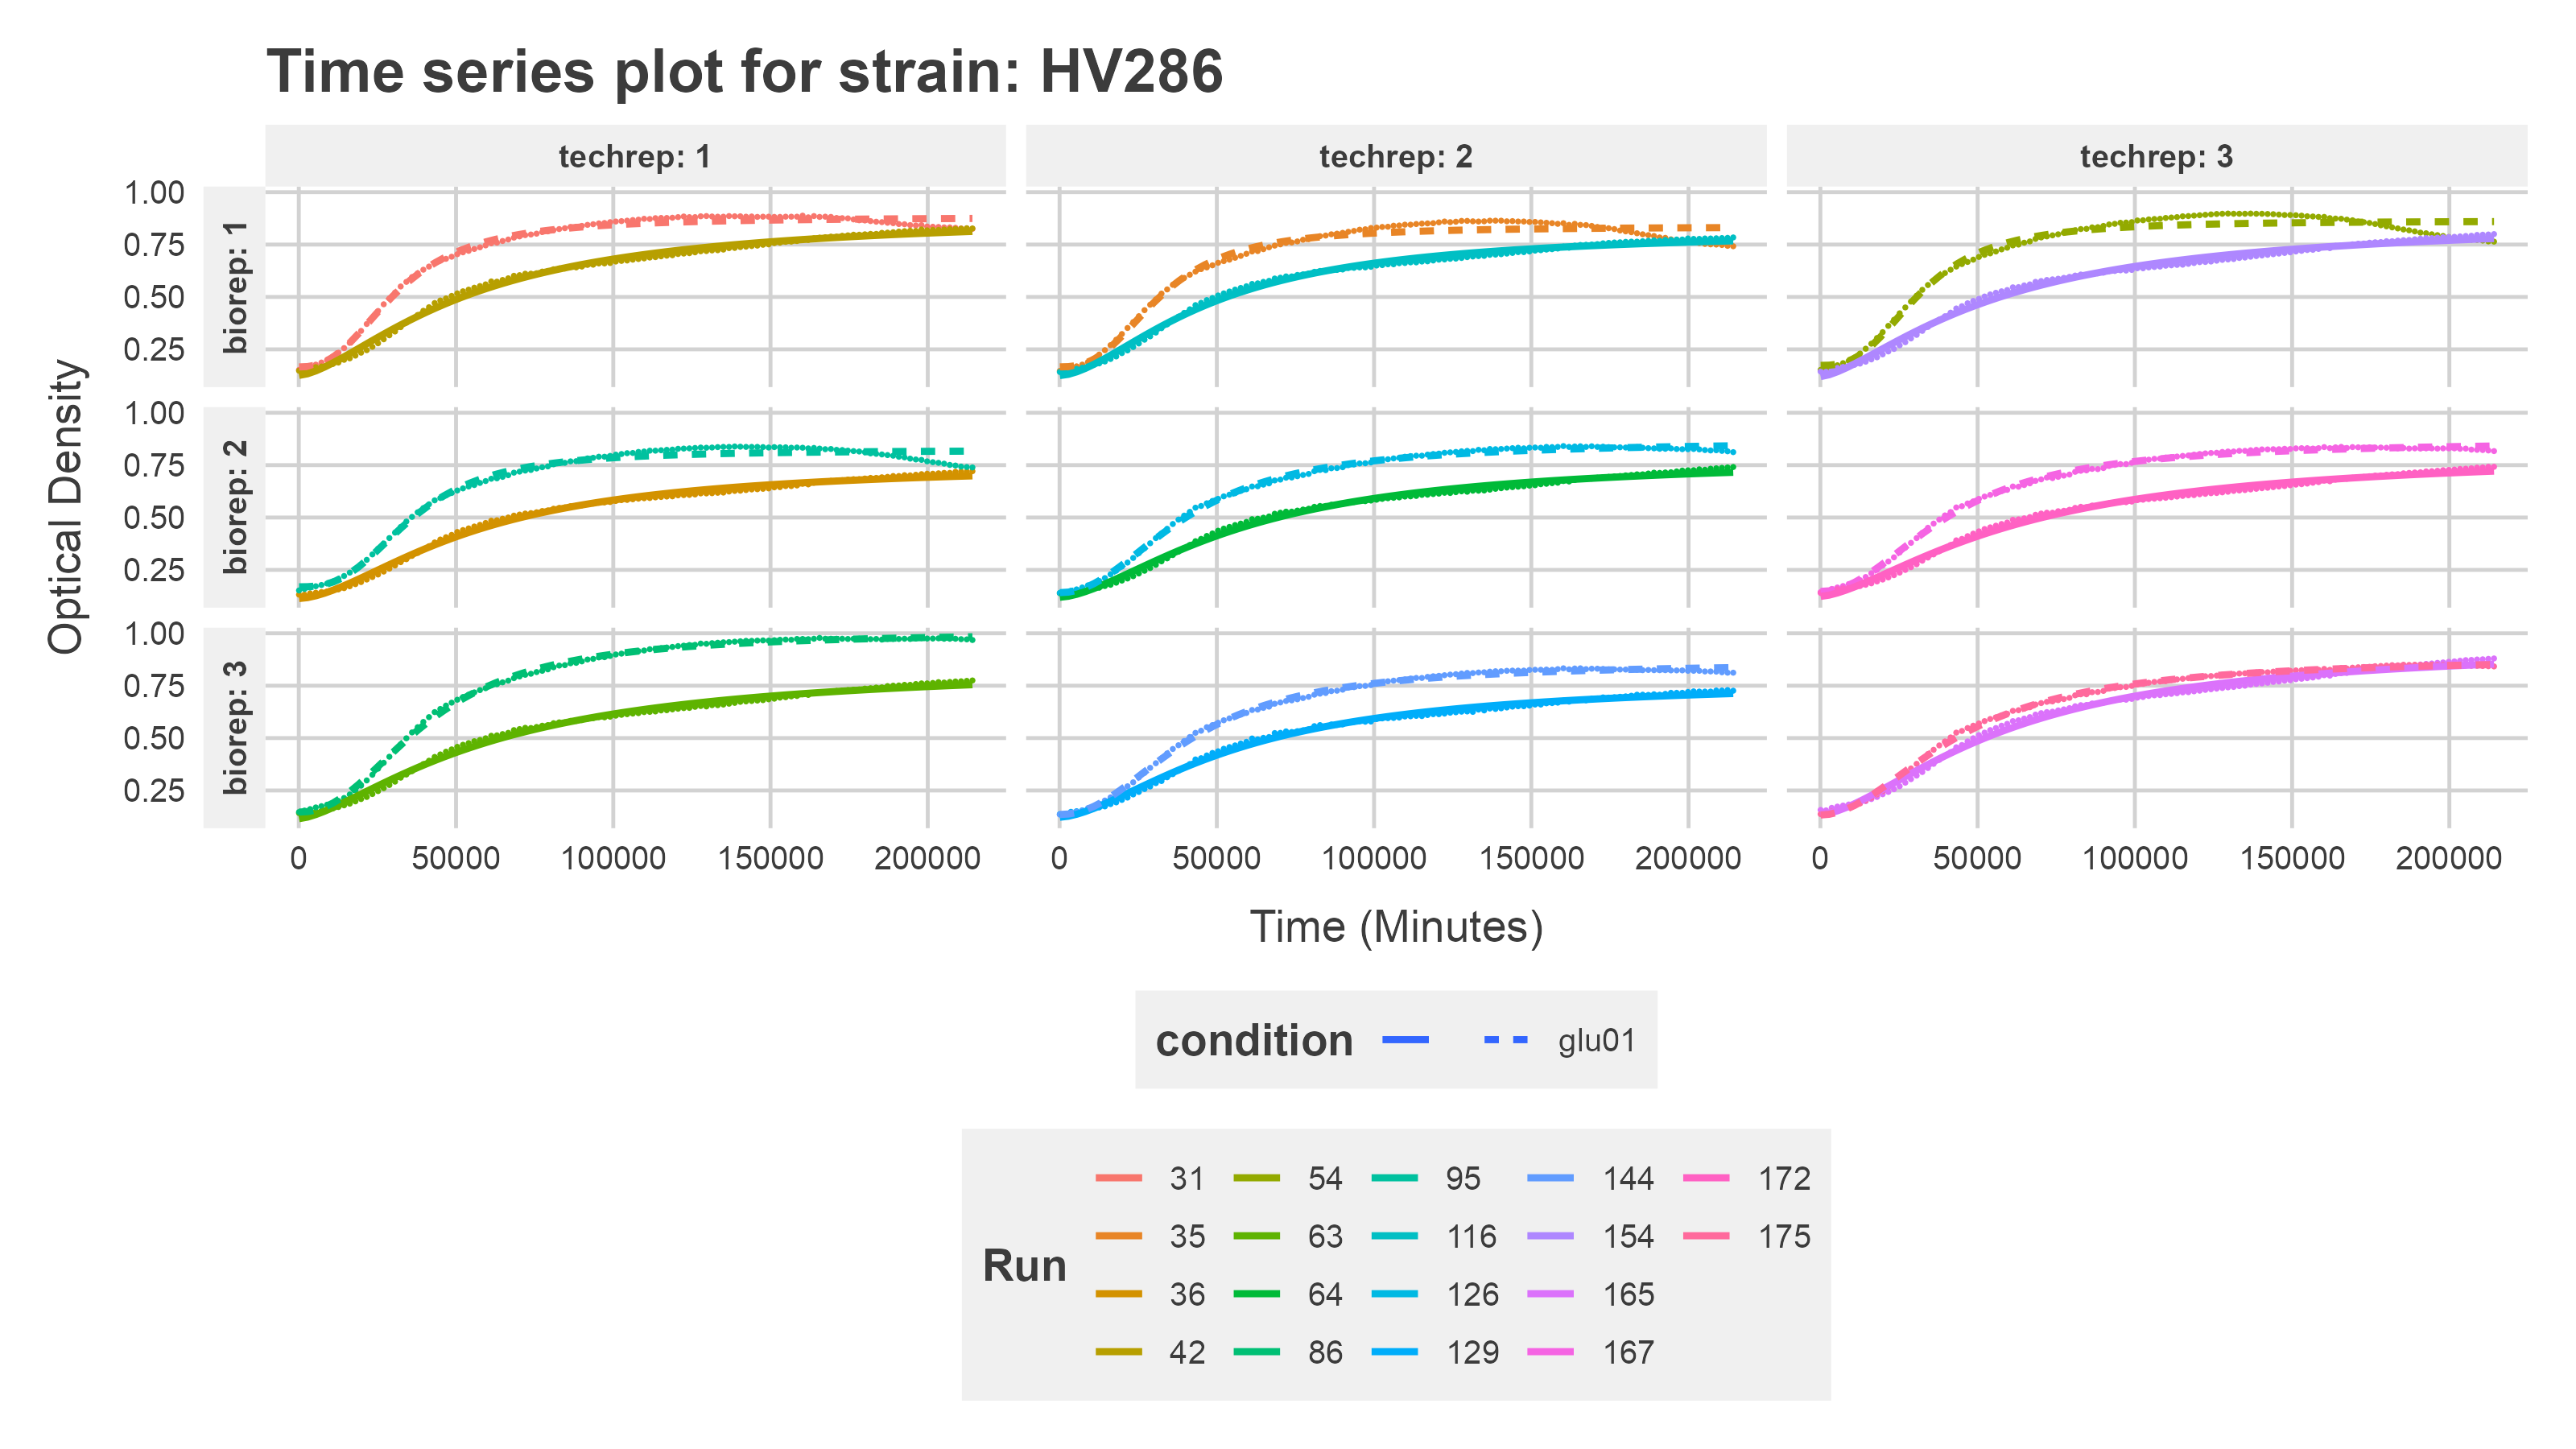 Time series plot for strain: HV286
techrep: 1 techrep: 2 techrep: 3
Optical Density
biorep: 1
1.00
0.75
0.50
0.25
biorep: 2
1.00
0.75
0.50
0.25
biorep: 3
1.00
0.75
0.50
0.25
0 50000 100000 150000 200000 0 50000 100000 150000 200000 0 50000 100000 150000 200000
Time (Minutes)
condition glu01
Run
31 54 95 144 172
35 63 116 154 175
36 64 126 165
42 86 129 167